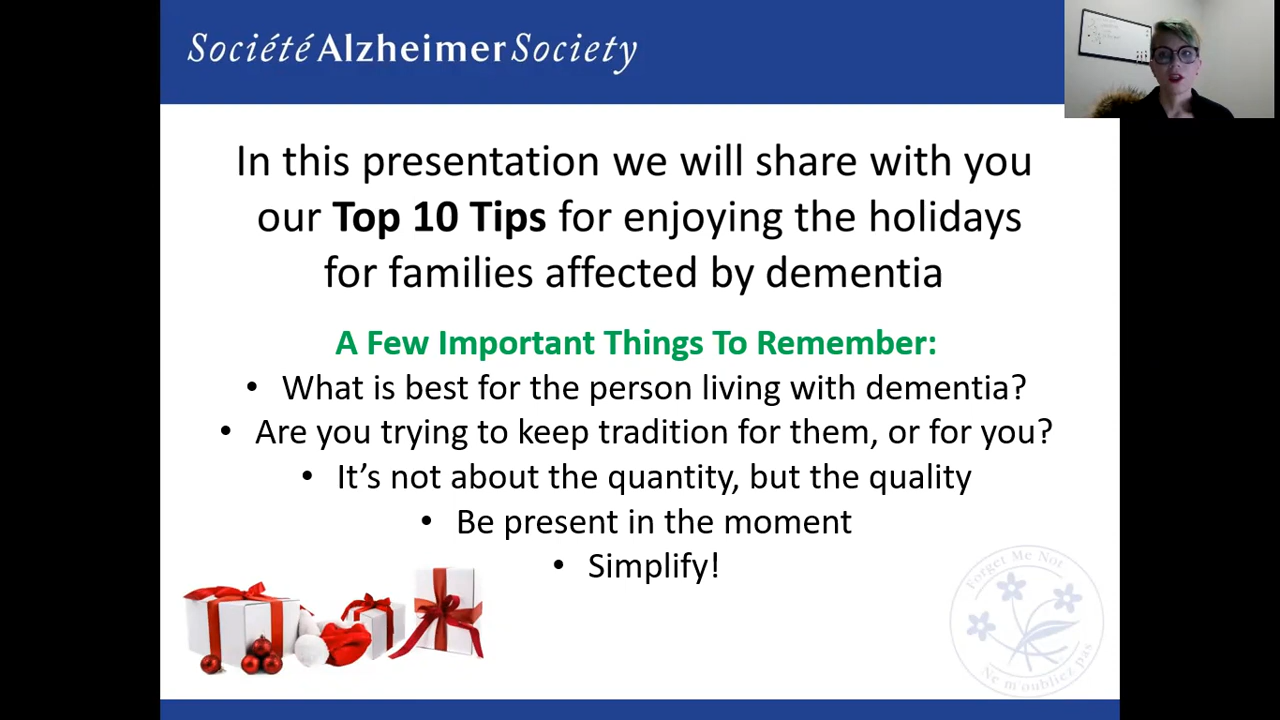 Société Alzheimer Society
In this presentation we will share with you
our Top 10 Tips for enjoying the holidays
for families affected by dementia
A Few Important Things To Remember:
• What is best for the person living with dementia?
• Are you trying to keep tradition for them, or for you?
• It’s not about the quantity, but the quality
• Be present in the moment
• Simplify!
Forget Me Not
Ne m'oubliez pas